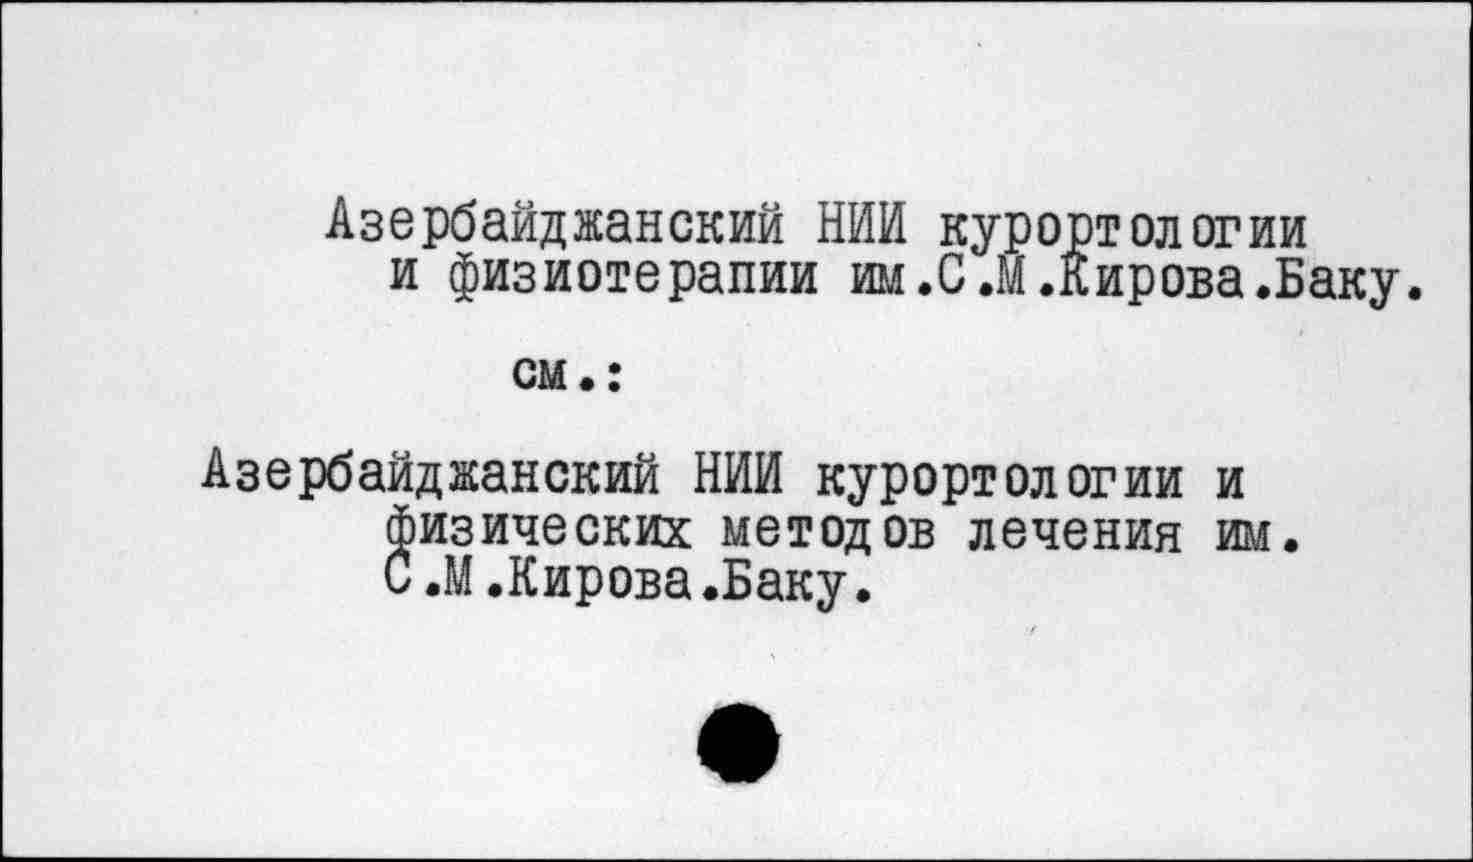 Азербайджанский НИИ курортологии
и физиотерапии им.С.М.Кирова.Баку.
см.:
Азербайджанский НИИ курортологии и
физических методов лечения им.
С.М.Кирова.Баку.